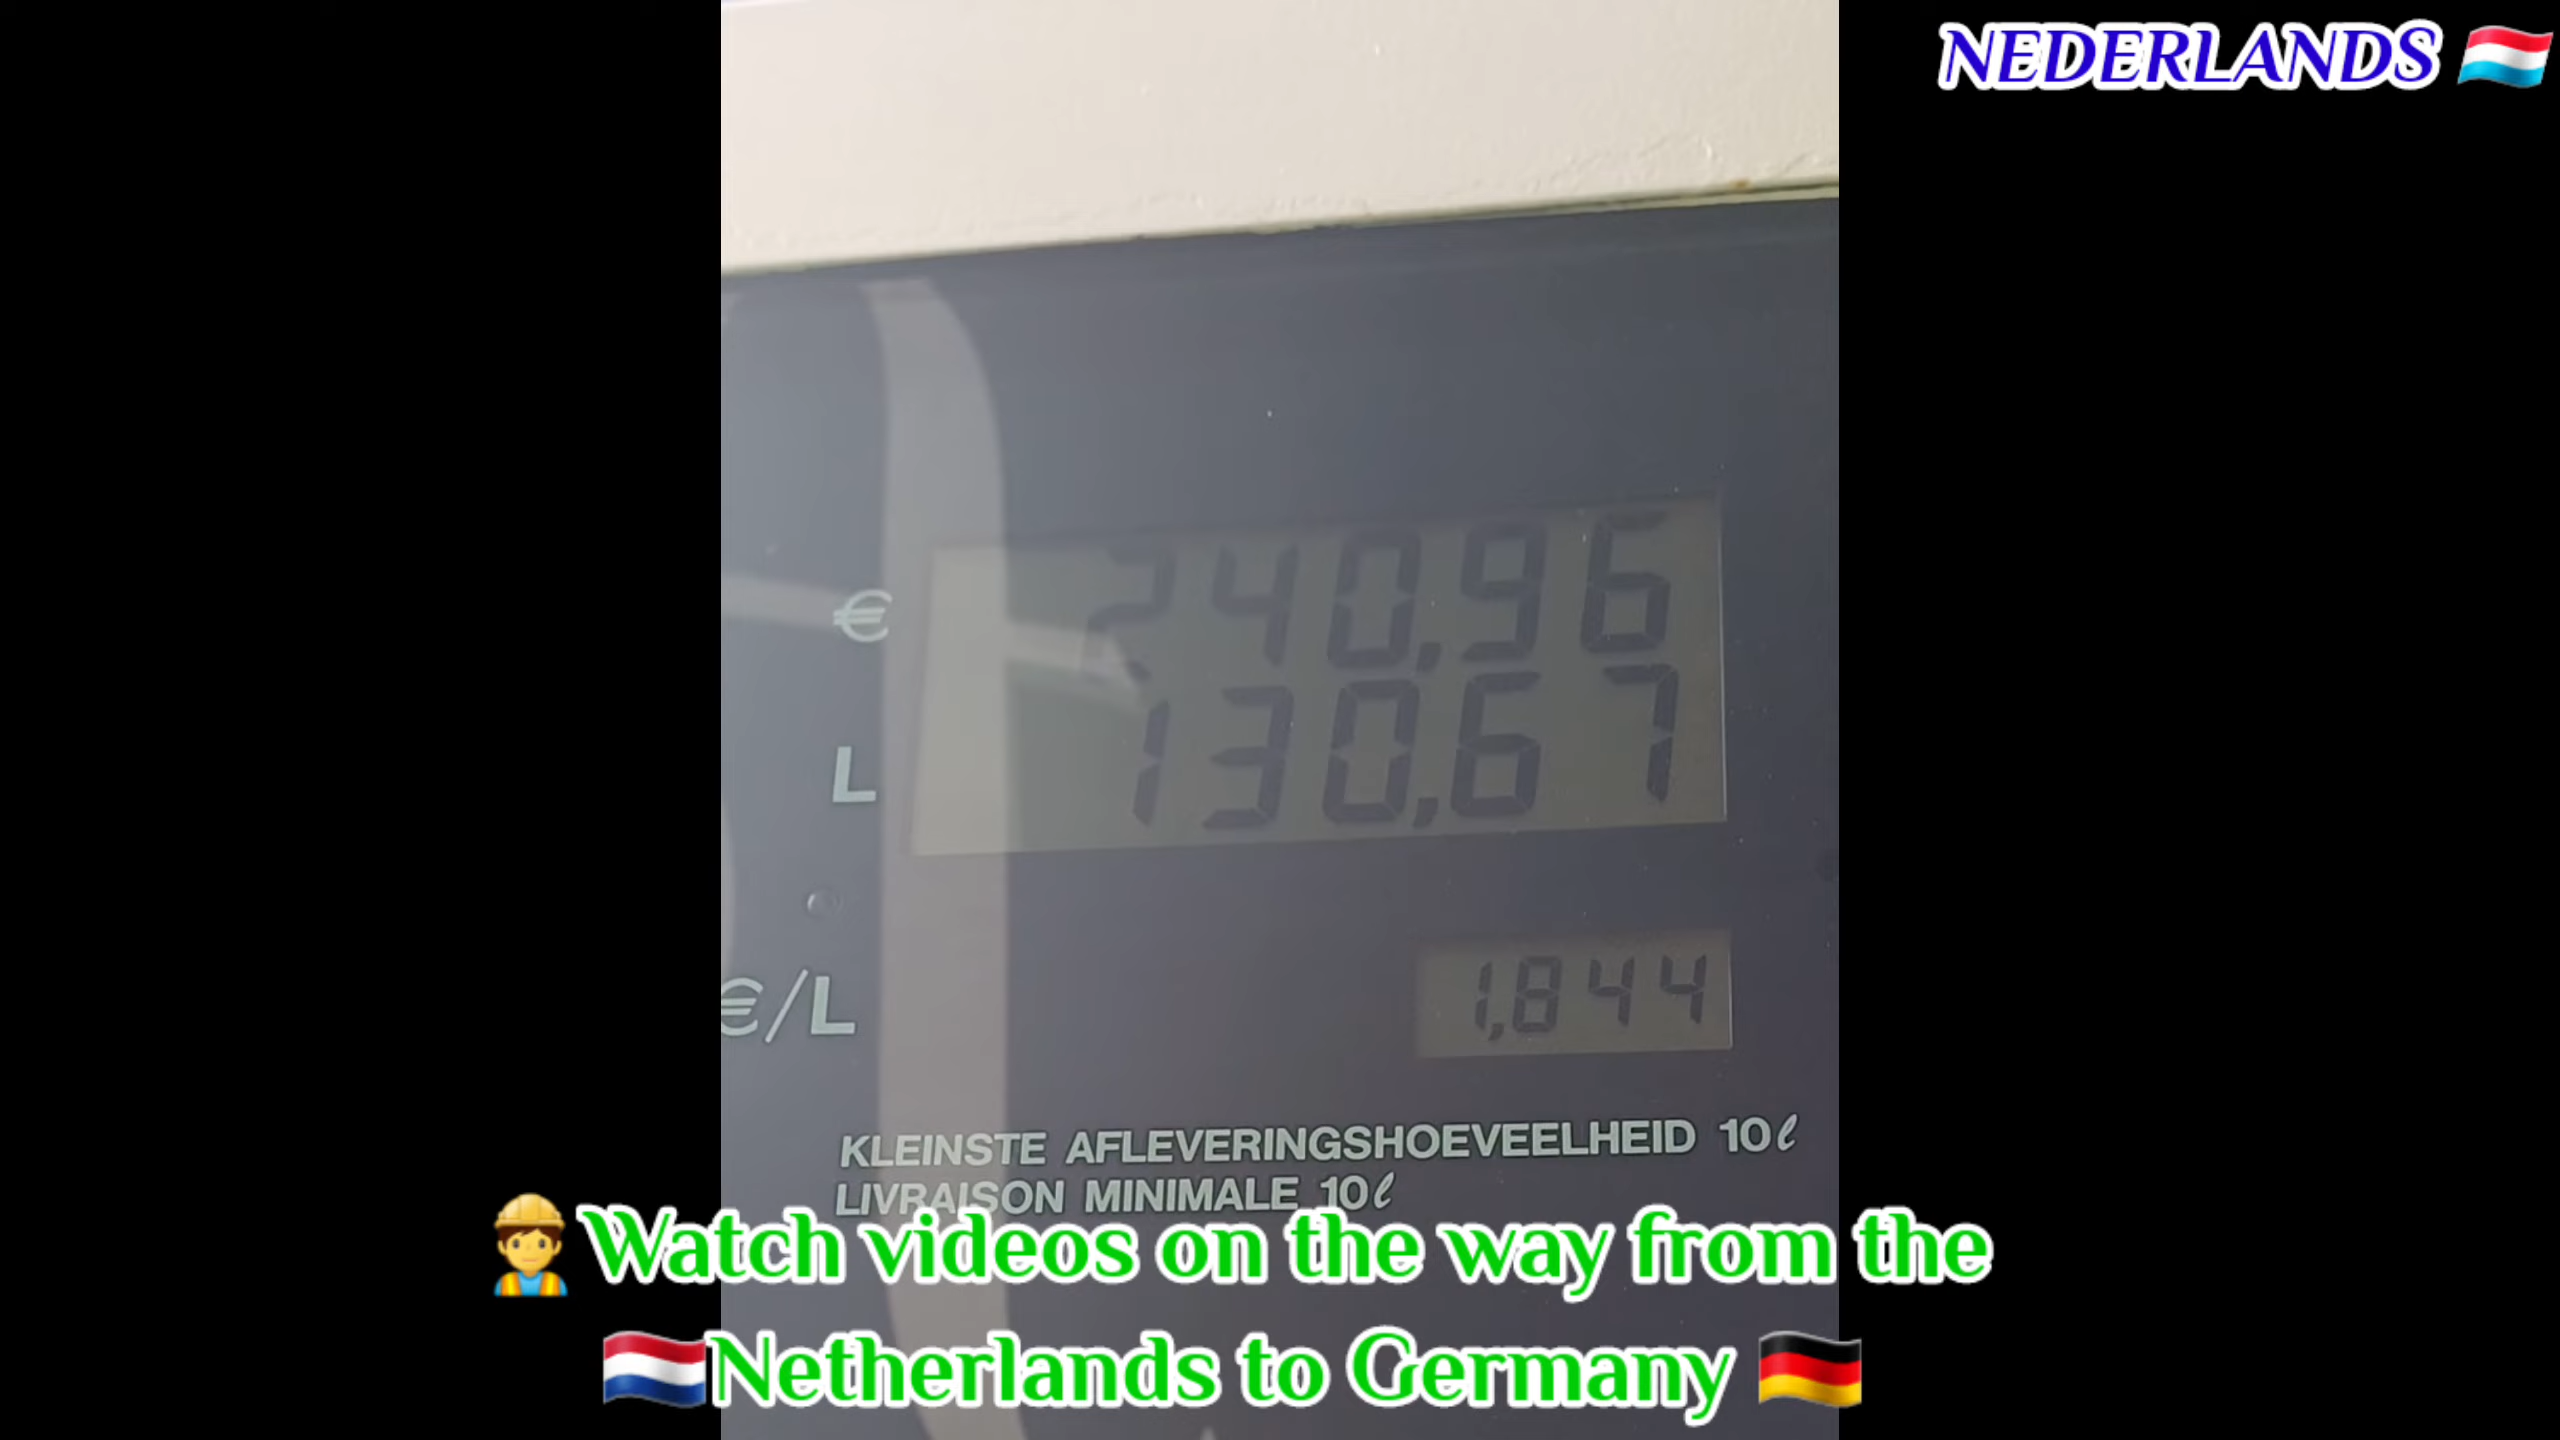 NEDERLANDS
€ 240,96
L 130,67
€/L 1,844
KLEINSTE AFLEVERINGSHOEVEELHEID 10ℓ
LIVRAISON MINIMALE 10ℓ
Watch videos on the way from the
Netherlands to Germany